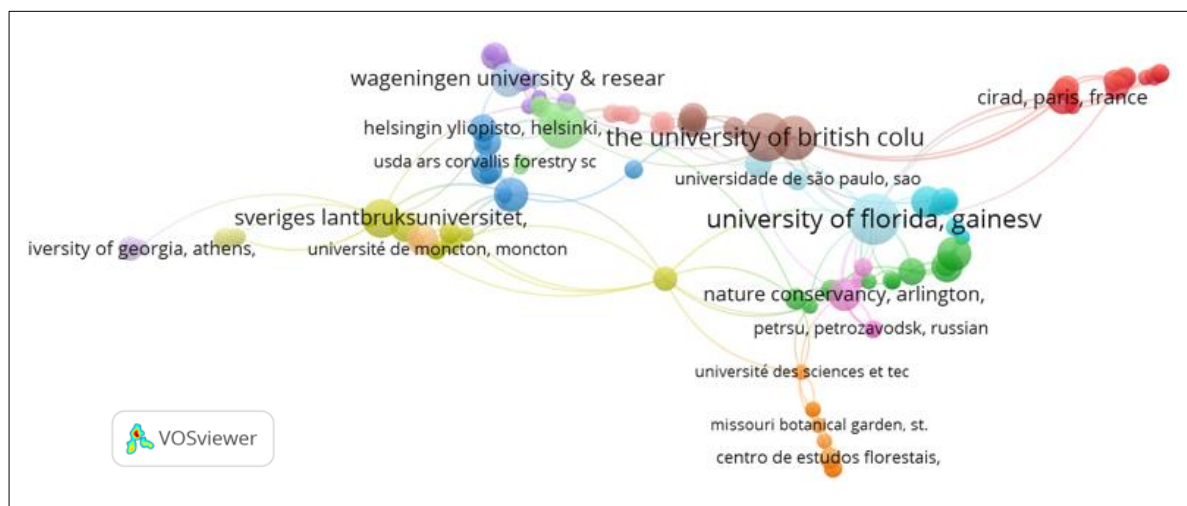 wageningen university & resear
cirad, paris, france
helsingin yliopisto, helsinki,
the university of british colu
usda ars corvallis forestry sc
universidade de são paulo, sao
sveriges lantbruksuniversitet,
university of florida, gainesv
iversity of georgia, athens,
université de moncton, moncton
nature conservancy, arlington,
petrsu, petrozavodsk, russian
université des sciences et tec
missouri botanical garden, st.
centro de estudos florestais,
VOSviewer